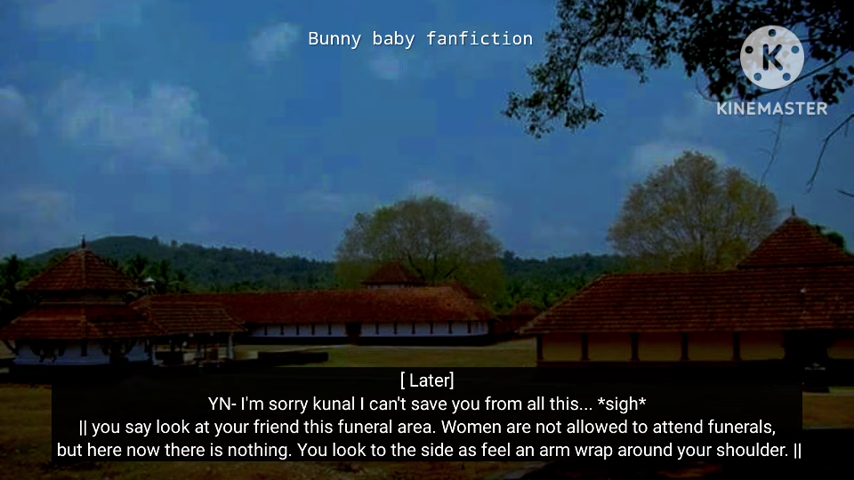 Bunny baby fanfiction
K
KINEMASTER
[ Later]
YN- I'm sorry kunal I can't save you from all this... *sigh*
|| you say look at your friend this funeral area. Women are not allowed to attend funerals,
but here now there is nothing. You look to the side as feel an arm wrap around your shoulder. ||